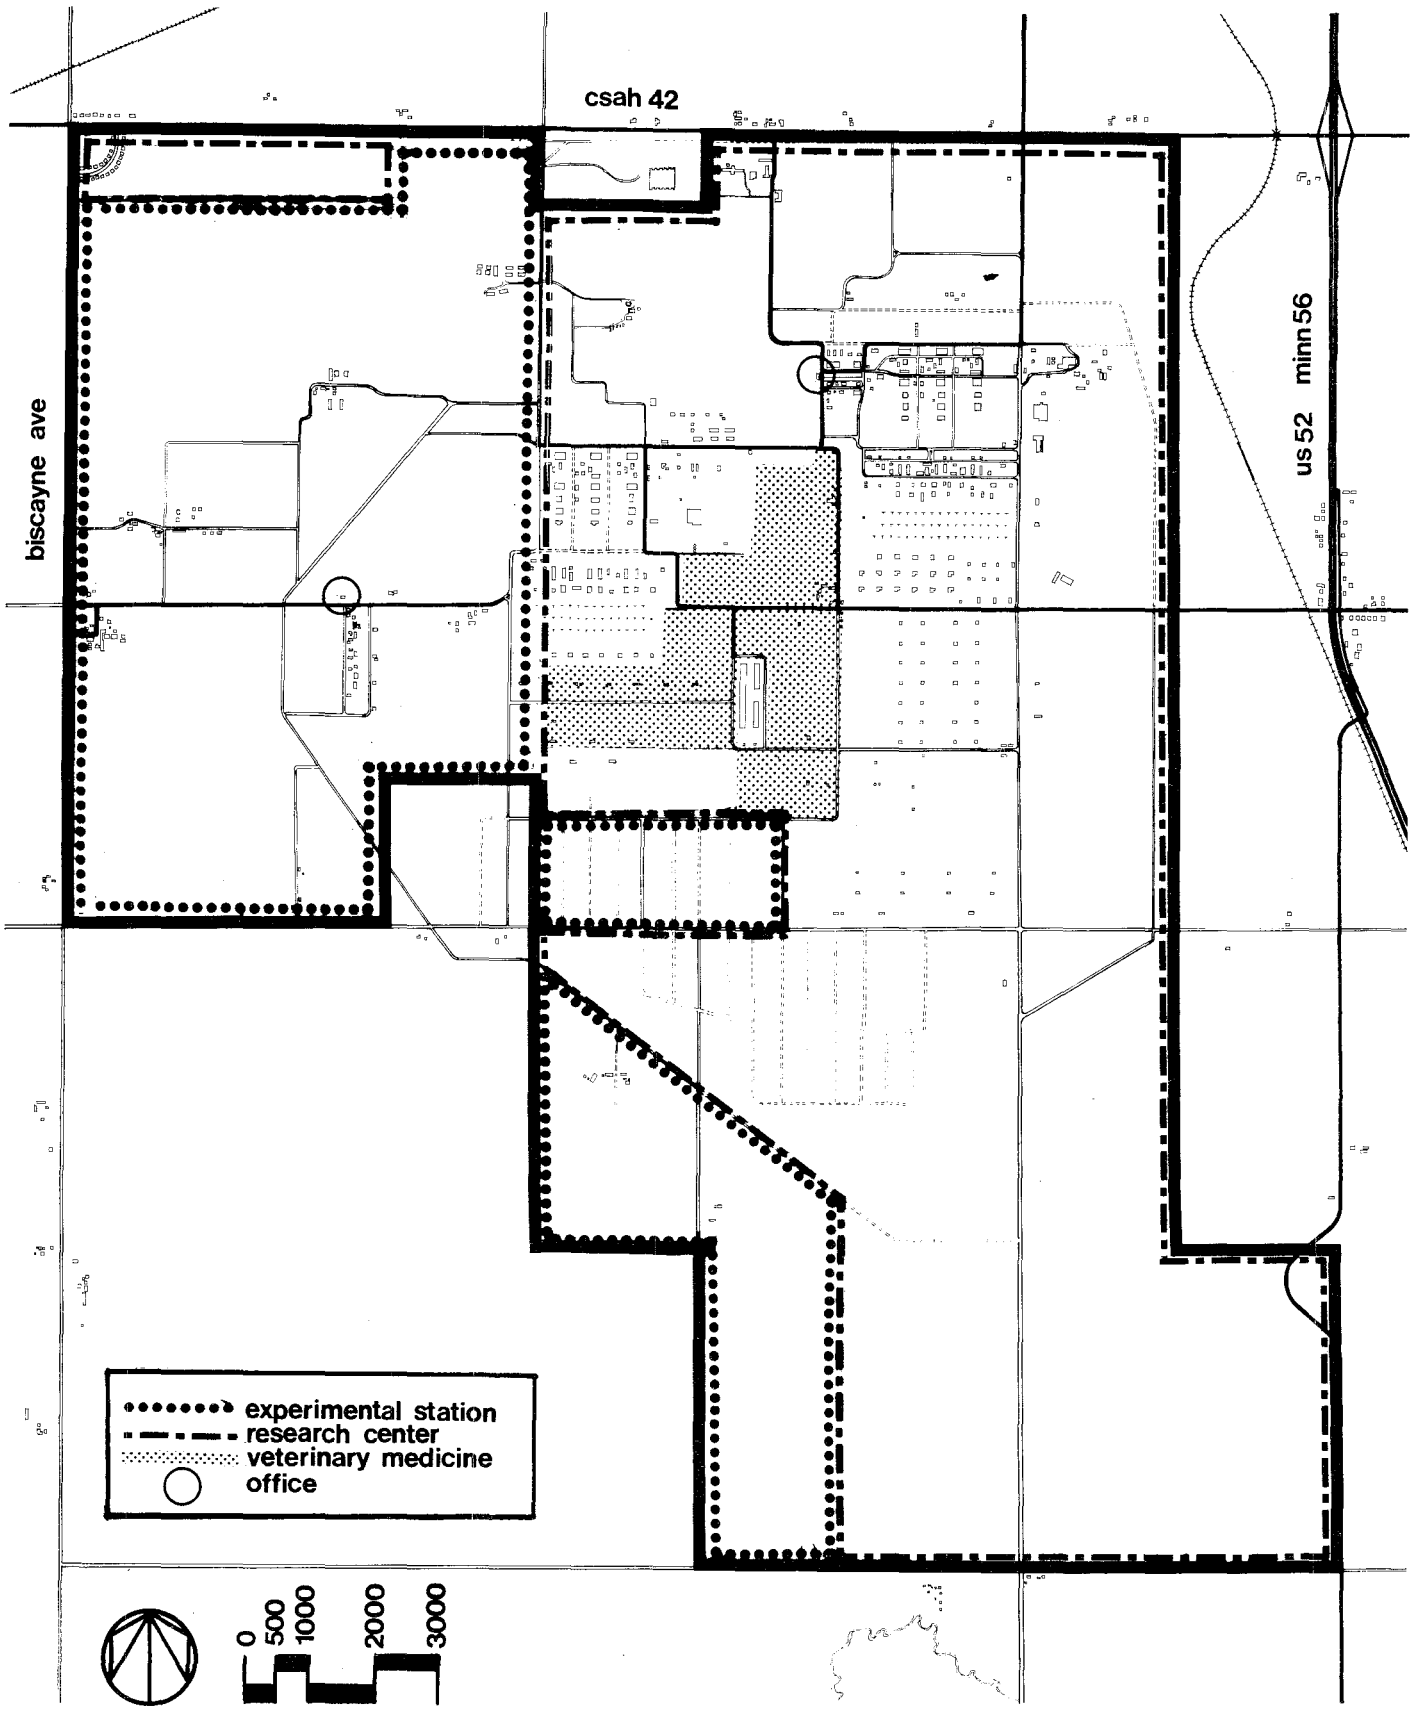 csah 42
biscayne ave
us 52 minn 56
experimental station
research center
veterinary medicine
office
0
500
1000
2000
3000